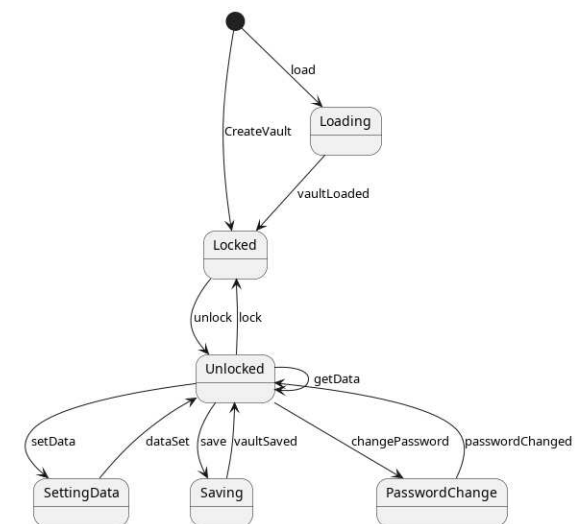 load
Loading
CreateVault
vaultLoaded
Locked
unlock
lock
Unlocked
getData
setData
dataSet
save
vaultSaved
changePassword
passwordChanged
SettingData
Saving
PasswordChange